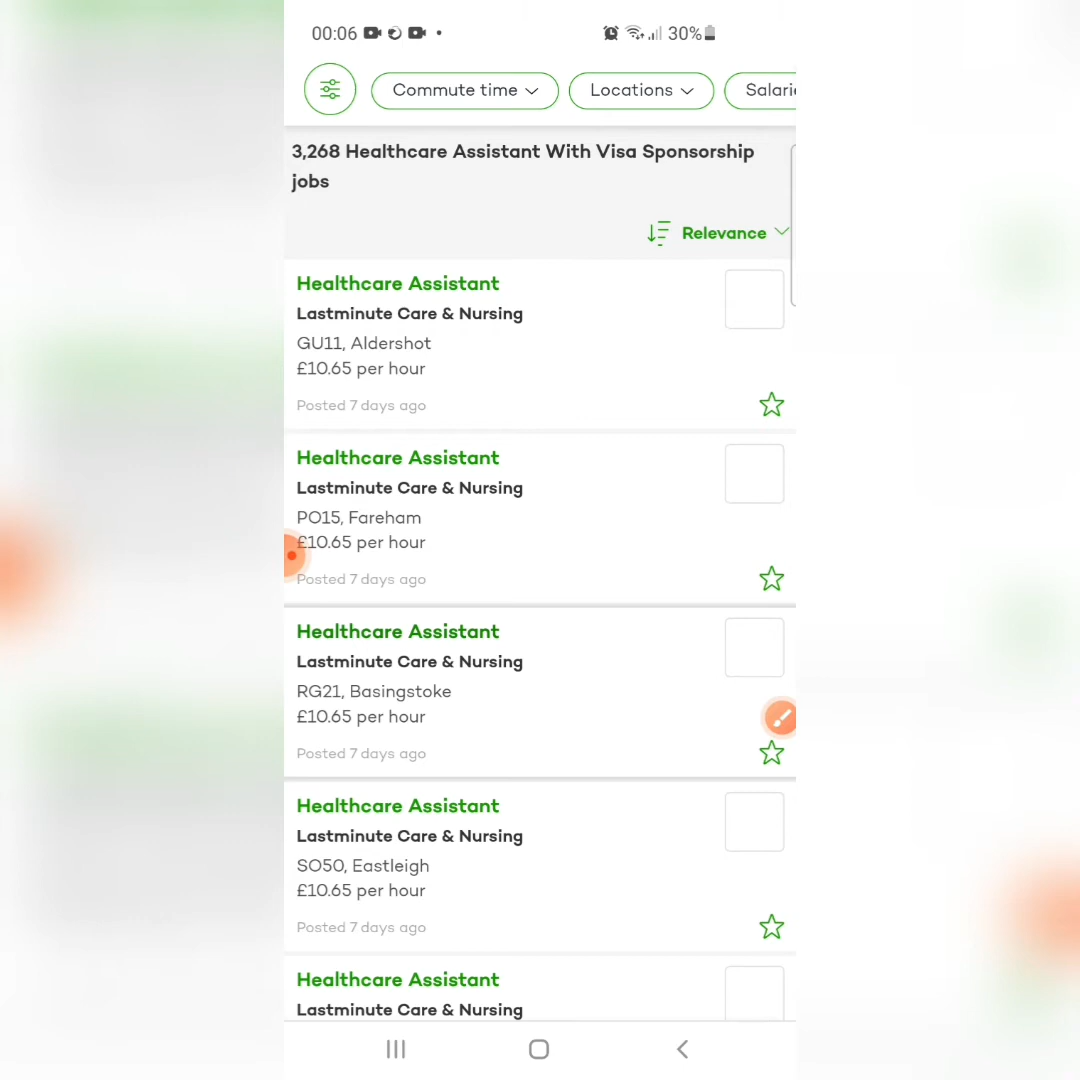 00:06 30%
Commute time Locations Salarie
3,268 Healthcare Assistant With Visa Sponsorship
jobs
Relevance
Healthcare Assistant
Lastminute Care & Nursing
GU11, Aldershot
£10.65 per hour
Posted 7 days ago
Healthcare Assistant
Lastminute Care & Nursing
PO15, Fareham
£10.65 per hour
Posted 7 days ago
Healthcare Assistant
Lastminute Care & Nursing
RG21, Basingstoke
£10.65 per hour
Posted 7 days ago
Healthcare Assistant
Lastminute Care & Nursing
SO50, Eastleigh
£10.65 per hour
Posted 7 days ago
Healthcare Assistant
Lastminute Care & Nursing